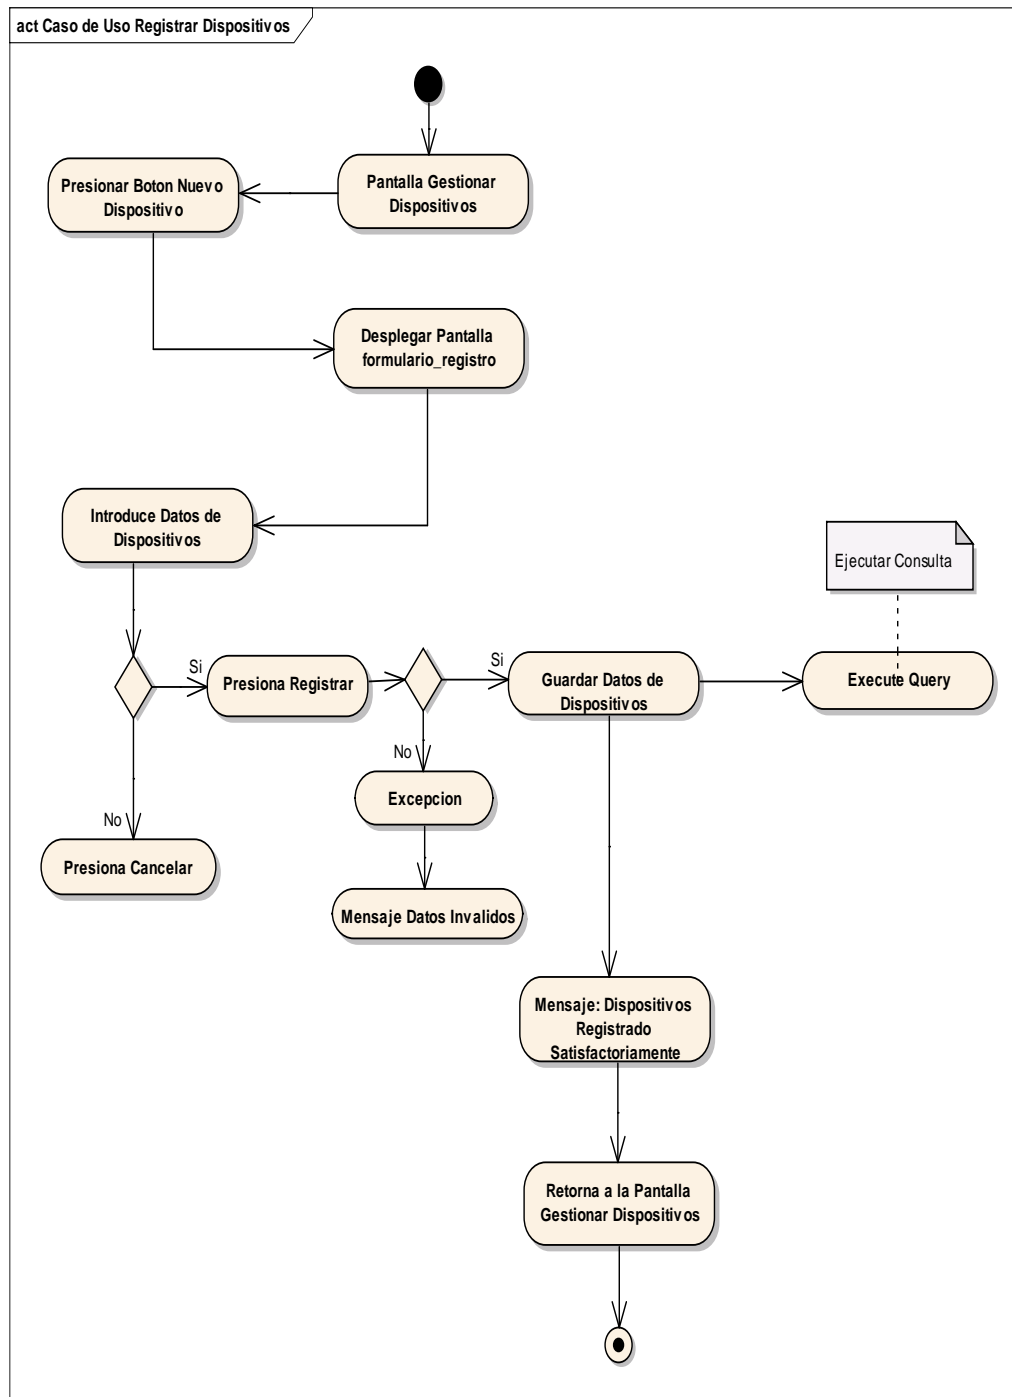 act Caso de Uso Registrar Dispositivos
Pantalla Gestionar
Dispositivos
Presionar Boton Nuevo
Dispositivo
Desplegar Pantalla
formulario_registro
Introduce Datos de
Dispositivos
Ejecutar Consulta
Si
Presiona Registrar
Si
Guardar Datos de
Dispositivos
Execute Query
No
Excepcion
No
Presiona Cancelar
Mensaje Datos Invalidos
Mensaje: Dispositivos
Registrado
Satisfactoriamente
Retorna a la Pantalla
Gestionar Dispositivos